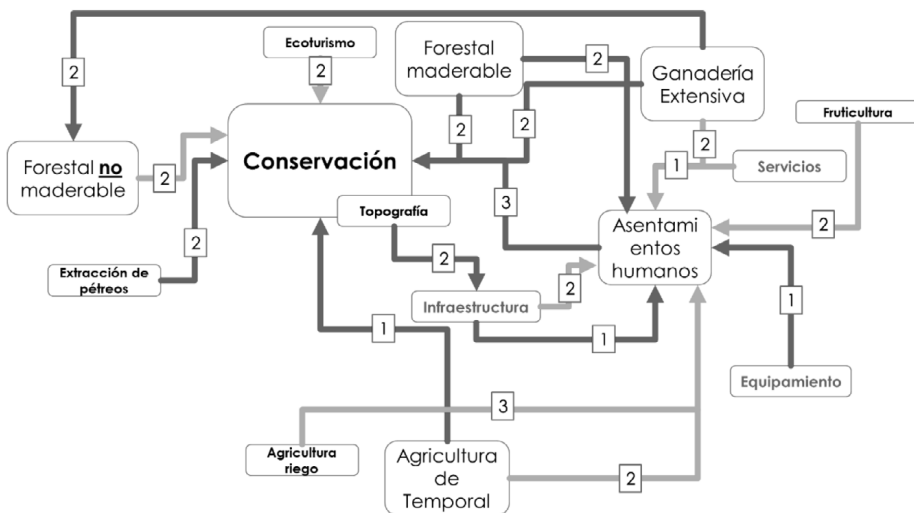 Ecoturismo
2
Forestal
maderable
2
Ganadería
Extensiva
2
Fruticultura
2
2
2
Conservación
Forestal no
maderable
2
1
Servicios
2
Topografía
3
Asentami
entos
humanos
2
2
Extracción de
pétreos
2
2
Infraestructura
1
1
1
Equipamiento
3
Agricultura
riego
Agricultura
de
Temporal
2